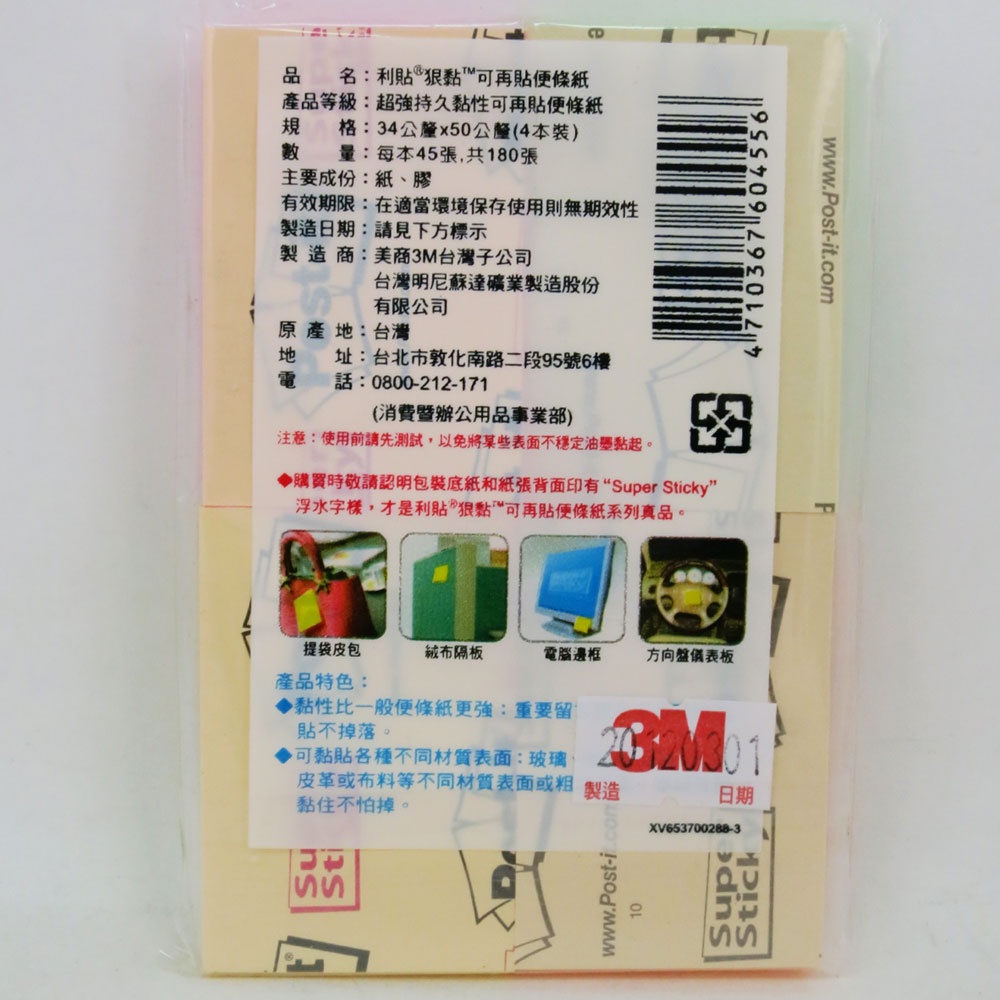 品 名：利貼®狠黏™可再貼便條紙
產品等級：超強持久黏性可再貼便條紙
規 格：34公釐x50公釐(4本裝)
數 量：每本45張,共180張
主要成份：紙、膠
有效期限：在適當環境保存使用則無期效性
製造日期：請見下方標示
製 造 商：美商3M台灣子公司
台灣明尼蘇達礦業製造股份
有限公司
原 產 地：台灣
地 址：台北市敦化南路二段95號6樓
電 話：0800-212-171
(消費暨辦公用品事業部)
注意：使用前請先測試，以免將某些表面不穩定油墨黏起。
◆購買時敬請認明包裝底紙和紙張背面印有“Super Sticky”
浮水字樣，才是利貼®狠黏™可再貼便條紙系列真品。
4 710367 604556
www.Post-it.com
提袋皮包 絨布隔板 電腦邊框 方向盤儀表板
產品特色：
◆黏性比一般便條紙更強：重要留
貼不掉落。
◆可黏貼各種不同材質表面：玻璃
皮革或布料等不同材質表面或粗
黏住不怕掉。
3M
20120301
製造 日期
XV653700288-3
www.Post-it.com
10
Super
Sticky
Su
Sti
Post